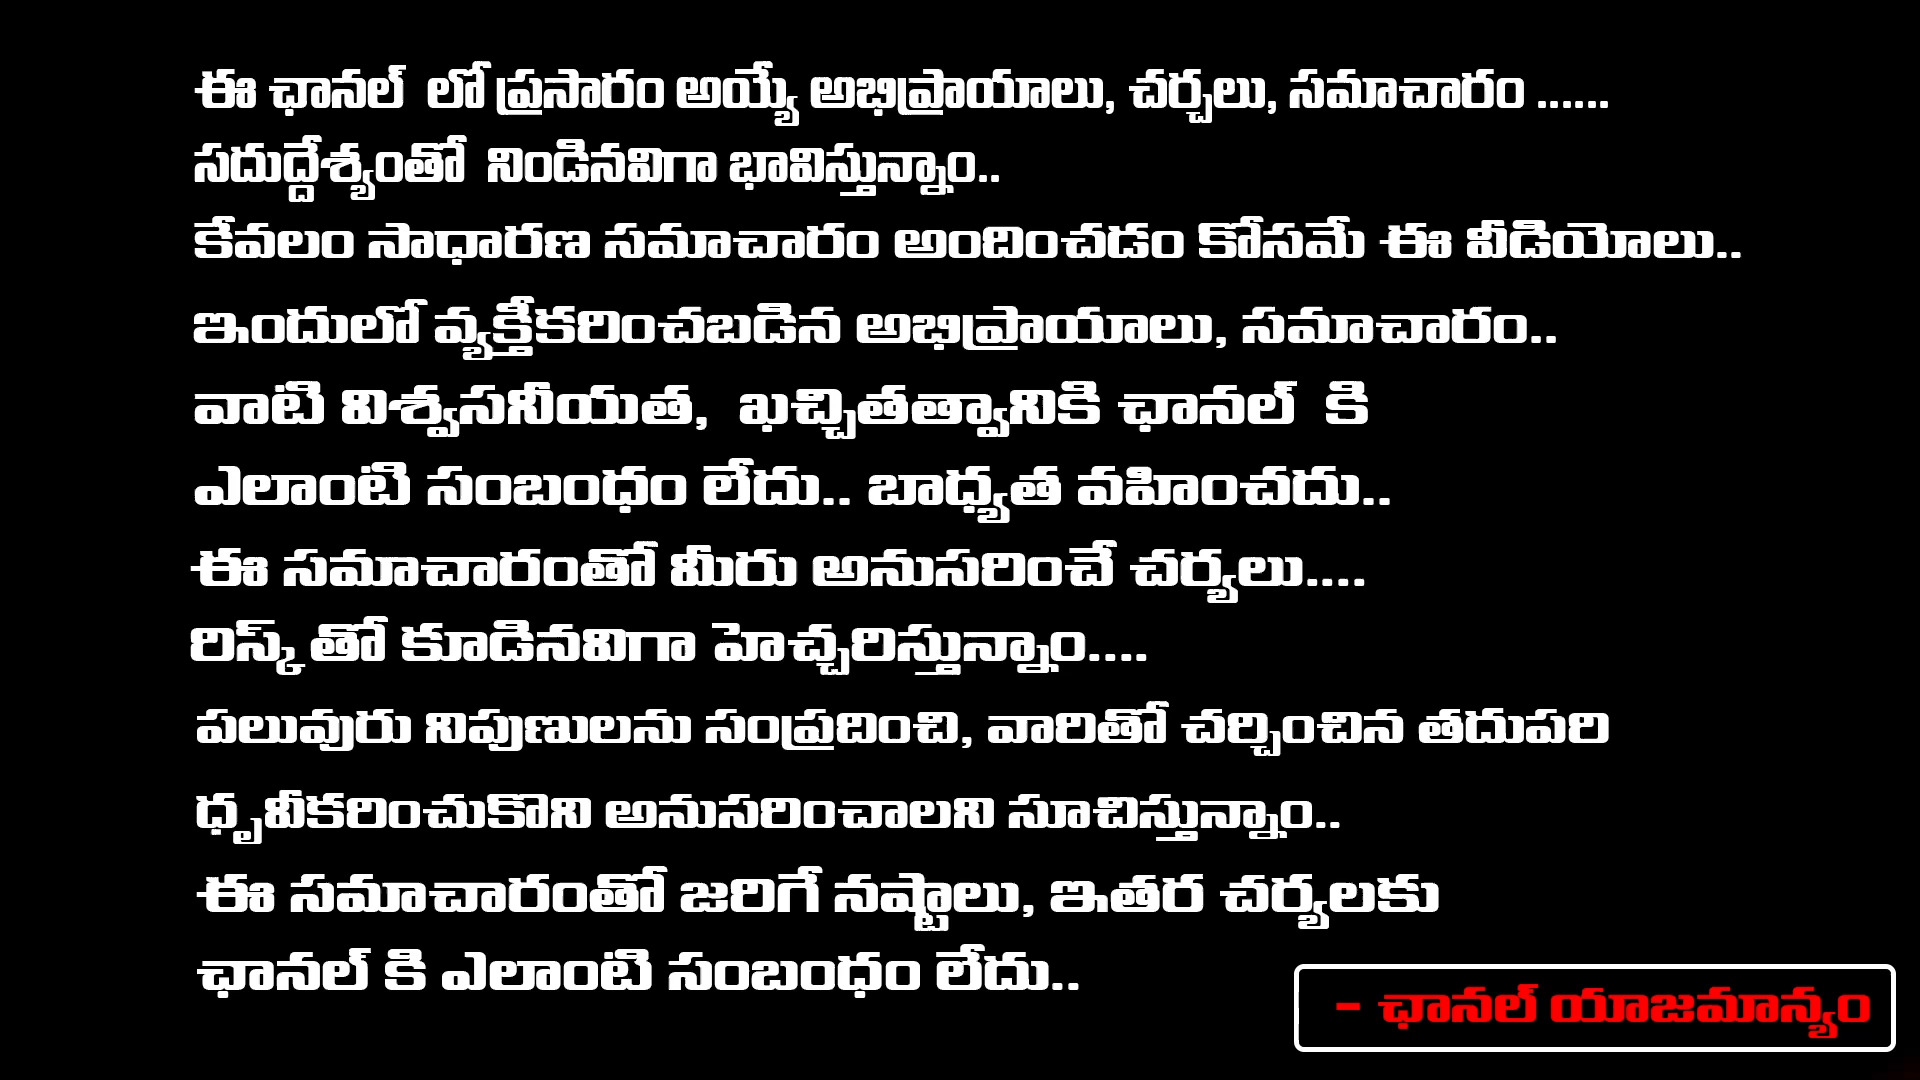 ఈ ఛానల్ లో ప్రసారం అయ్యే అభిప్రాయాలు, చర్చలు, సమాచారం ......
సదుద్దేశ్యంతో నిండినవిగా భావిస్తున్నాం..
కేవలం సాధారణ సమాచారం అందించడం కోసమే ఈ వీడియోలు..
ఇందులో వ్యక్తీకరించబడిన అభిప్రాయాలు, సమాచారం..
వాటి విశ్వసనీయత, ఖచ్చితత్వానికి ఛానల్ కి
ఎలాంటి సంబంధం లేదు.. బాధ్యత వహించదు..
ఈ సమాచారంతో మీరు అనుసరించే చర్యలు....
రిస్క్ తో కూడినవిగా హెచ్చరిస్తున్నాం....
పలువురు నిపుణులను సంప్రదించి, వారితో చర్చించిన తదుపరి
ధృవీకరించుకొని అనుసరించాలని సూచిస్తున్నాం..
ఈ సమాచారంతో జరిగే నష్టాలు, ఇతర చర్యలకు
ఛానల్ కి ఎలాంటి సంబంధం లేదు..
- ఛానల్ యాజమాన్యం